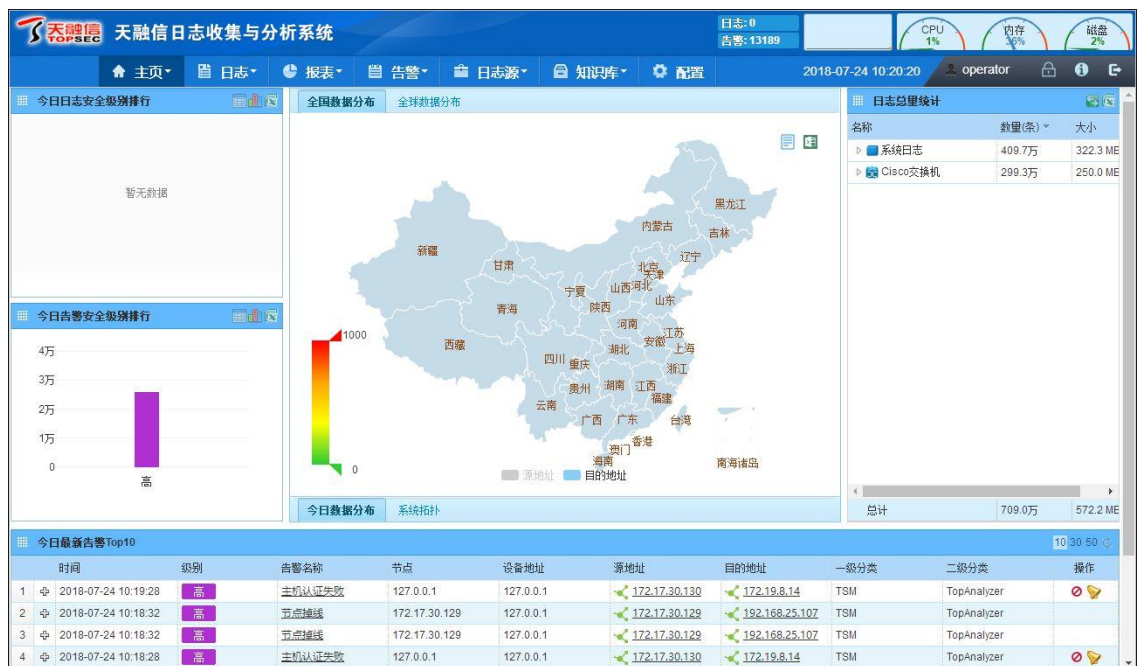 天融信 TOPSEC 天融信日志收集与分析系统
日志: 0
告警: 13189
CPU 1%
内存 36%
磁盘 2%
主页 日志 报表 告警 日志源 知识库 配置 2018-07-24 10:20:20 operator
今日日志安全级别排行
暂无数据
今日告警安全级别排行
4万
3万
2万
1万
0
高
全国数据分布 全球数据分布
黑龙江
内蒙古
吉林
新疆
辽宁
甘肃
北京
天津
宁夏
山西
河北
青海
陕西
山东
1000
河南
江苏
西藏
安徽
上海
湖北
四川
重庆
浙江
贵州
湖南
江西
福建
云南
广西
广东
台湾
香港
澳门
海南
南海诸岛
0
源地址 目的地址
今日数据分布 系统拓扑
日志总量统计
名称 数量(条) 大小
系统日志 409.7万 322.3 ME
Cisco交换机 299.3万 250.0 ME
总计 709.0万 572.2 ME
今日最新告警Top10 10 30 50
时间 级别 告警名称 节点 设备地址 源地址 目的地址 一级分类 二级分类 操作
1 2018-07-24 10:19:28 高 主机认证失败 127.0.0.1 127.0.0.1 172.17.30.130 172.19.8.14 TSM TopAnalyzer
2 2018-07-24 10:18:32 高 节点掉线 172.17.30.129 127.0.0.1 172.17.30.129 192.168.25.107 TSM TopAnalyzer
3 2018-07-24 10:18:32 高 节点掉线 172.17.30.129 127.0.0.1 172.17.30.129 192.168.25.107 TSM TopAnalyzer
4 2018-07-24 10:18:28 高 主机认证失败 127.0.0.1 127.0.0.1 172.17.30.130 172.19.8.14 TSM TopAnalyzer